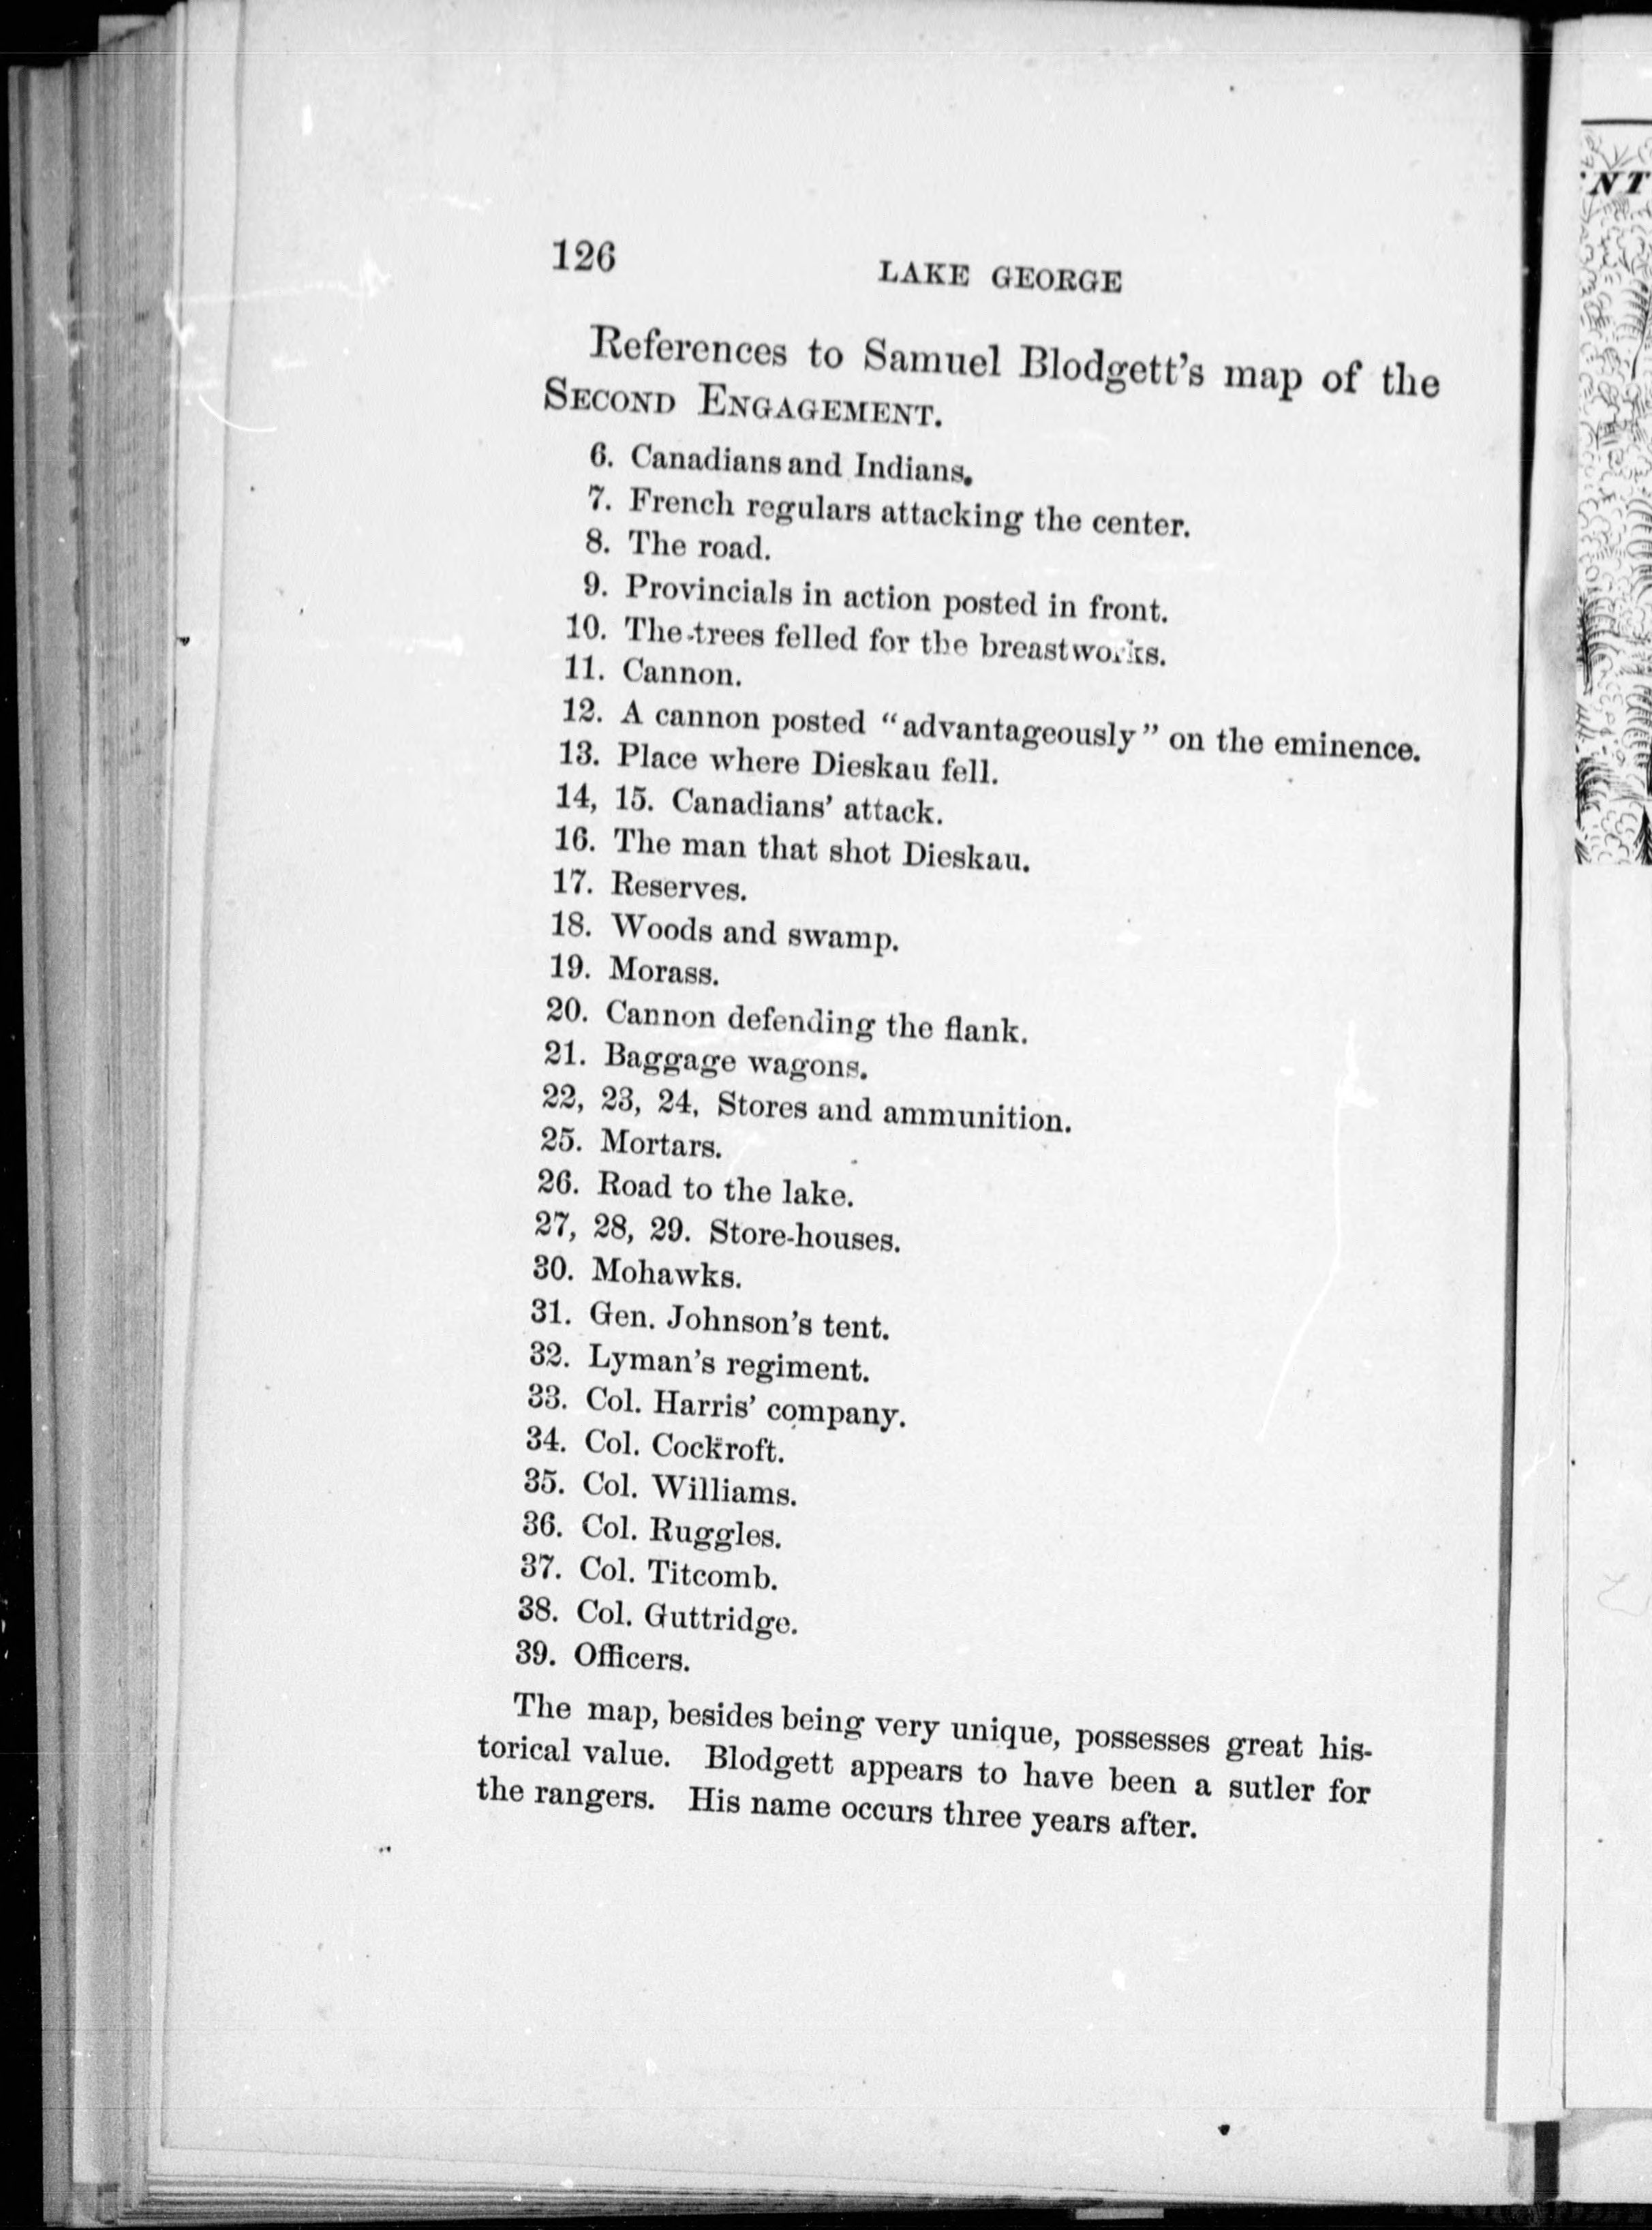 126
LAKE GEORGE
References to Samuel Blodgett's map of the
SECOND ENGAGEMENT.
6. Canadians and Indians.
7. French regulars attacking the center.
8. The road.
9. Provincials in action posted in front.
10. The trees felled for the breastworks.
11. Cannon.
12. A cannon posted "advantageously" on the eminence.
13. Place where Dieskau fell.
14, 15. Canadians' attack.
16. The man that shot Dieskau.
17. Reserves.
18. Woods and swamp.
19. Morass.
20. Cannon defending the flank.
21. Baggage wagons.
22, 23, 24, Stores and ammunition.
25. Mortars.
26. Road to the lake.
27, 28, 29. Store-houses.
30. Mohawks.
31. Gen. Johnson's tent.
32. Lyman's regiment.
33. Col. Harris' company.
34. Col. Cockroft.
35. Col. Williams.
36. Col. Ruggles.
37. Col. Titcomb.
38. Col. Guttridge.
39. Officers.
The map, besides being very unique, possesses great his-
torical value. Blodgett appears to have been a sutler for
the rangers. His name occurs three years after.
NT